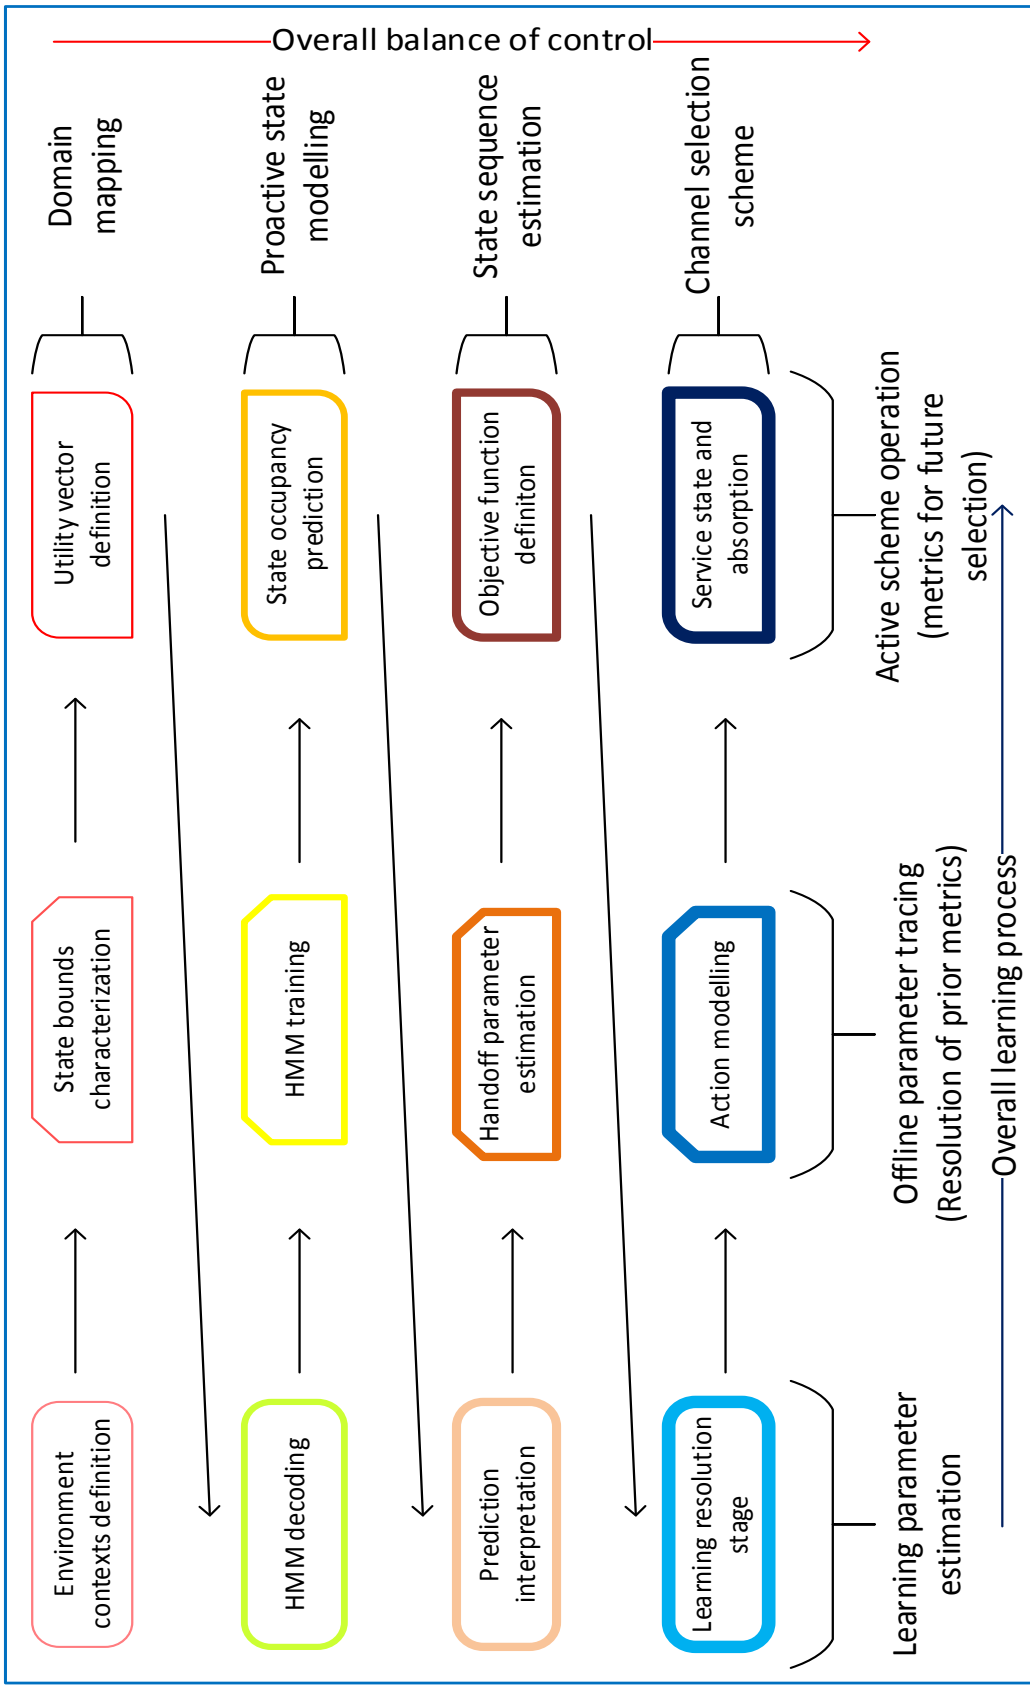 Overall balance of control
Environment
contexts definition
State bounds
characterization
Utility vector
definition
Domain
mapping
HMM decoding
HMM training
State occupancy
prediction
Proactive state
modelling
Prediction
interpretation
Handoff parameter
estimation
Objective function
definiton
State sequence
estimation
Learning resolution
stage
Action modelling
Service state and
absorption
Channel selection
scheme
Learning parameter
estimation
Offline parameter tracing
(Resolution of prior metrics)
Active scheme operation
(metrics for future
selection)
Overall learning process